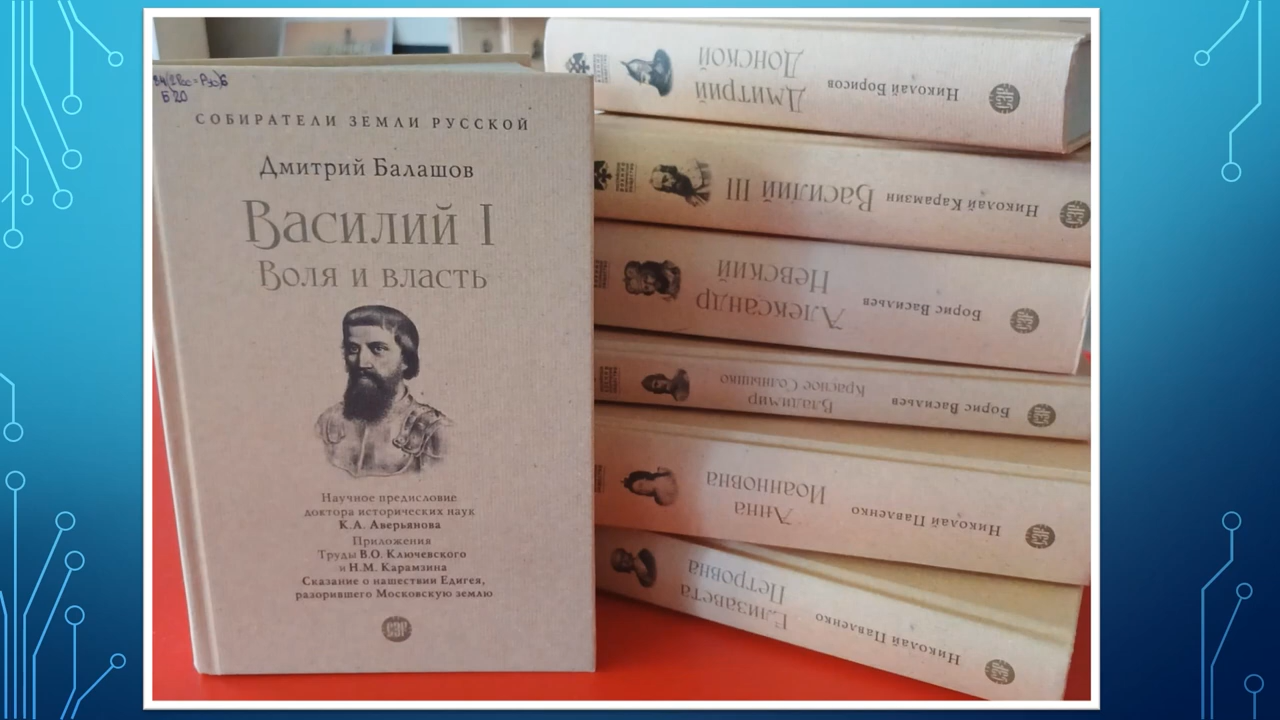 Б20
СОБИРАТЕЛИ ЗЕМЛИ РУССКОЙ
Дмитрий Балашов
Василий I
Воля и власть
Научное предисловие
доктора исторических наук
К.А. Аверьянова
Приложения
Труды В.О. Ключевского
и Н.М. Карамзина
Сказание о нашествии Едигея,
разорившего Московскую землю
СЗР
Николай Борисов
Дмитрий
Донской
Николай Карамзин
Василий III
Борис Васильев
Александр
Невский
Борис Васильев
Владимир
Красное Солнышко
Николай Павленко
Анна
Иоанновна
Николай Павленко
Елизавета
Петровна